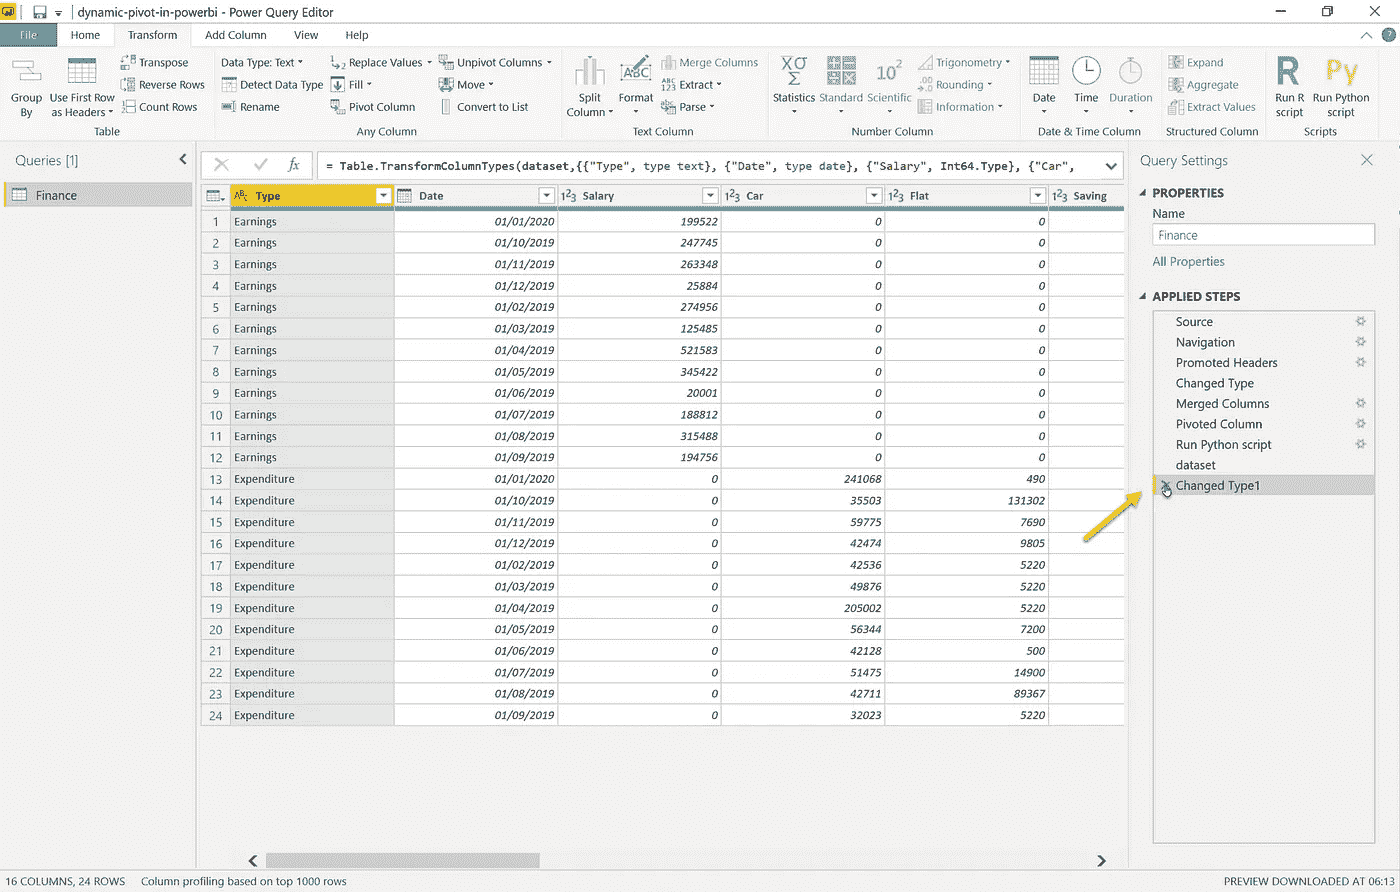 dynamic-pivot-in-powerbi - Power Query Editor
File Home Transform Add Column View Help
Group By
Use First Row as Headers
Transpose
Reverse Rows
Count Rows
Table
Data Type: Text
Detect Data Type
Rename
Replace Values
Fill
Pivot Column
Unpivot Columns
Move
Convert to List
Any Column
Split Column
Format
ABC
Merge Columns
ABC 123 Extract
Parse
Text Column
XΣσ
Statistics
Standard
10²
Scientific
Trigonometry
Rounding
Information
Number Column
Date
Time
Duration
Date & Time Column
Expand
Aggregate
Extract Values
Structured Column
R
Run R script
Py
Run Python script
Scripts
Queries [1]
Finance
fx
= Table.TransformColumnTypes(dataset,{{"Type", type text}, {"Date", type date}, {"Salary", Int64.Type}, {"Car",
ABC Type Date 123 Salary 123 Car 123 Flat 123 Saving
1 Earnings 01/01/2020 199522 0 0
2 Earnings 01/10/2019 247745 0 0
3 Earnings 01/11/2019 263348 0 0
4 Earnings 01/12/2019 25884 0 0
5 Earnings 01/02/2019 274956 0 0
6 Earnings 01/03/2019 125485 0 0
7 Earnings 01/04/2019 521583 0 0
8 Earnings 01/05/2019 345422 0 0
9 Earnings 01/06/2019 20001 0 0
10 Earnings 01/07/2019 188812 0 0
11 Earnings 01/08/2019 315488 0 0
12 Earnings 01/09/2019 194756 0 0
13 Expenditure 01/01/2020 0 241068 490
14 Expenditure 01/10/2019 0 35503 131302
15 Expenditure 01/11/2019 0 59775 7690
16 Expenditure 01/12/2019 0 42474 9805
17 Expenditure 01/02/2019 0 42536 5220
18 Expenditure 01/03/2019 0 49876 5220
19 Expenditure 01/04/2019 0 205002 5220
20 Expenditure 01/05/2019 0 56344 7200
21 Expenditure 01/06/2019 0 42128 500
22 Expenditure 01/07/2019 0 51475 14900
23 Expenditure 01/08/2019 0 42711 89367
24 Expenditure 01/09/2019 0 32023 5220
Query Settings
PROPERTIES
Name
Finance
All Properties
APPLIED STEPS
Source
Navigation
Promoted Headers
Changed Type
Merged Columns
Pivoted Column
Run Python script
dataset
Changed Type1
16 COLUMNS, 24 ROWS Column profiling based on top 1000 rows
PREVIEW DOWNLOADED AT 06:13